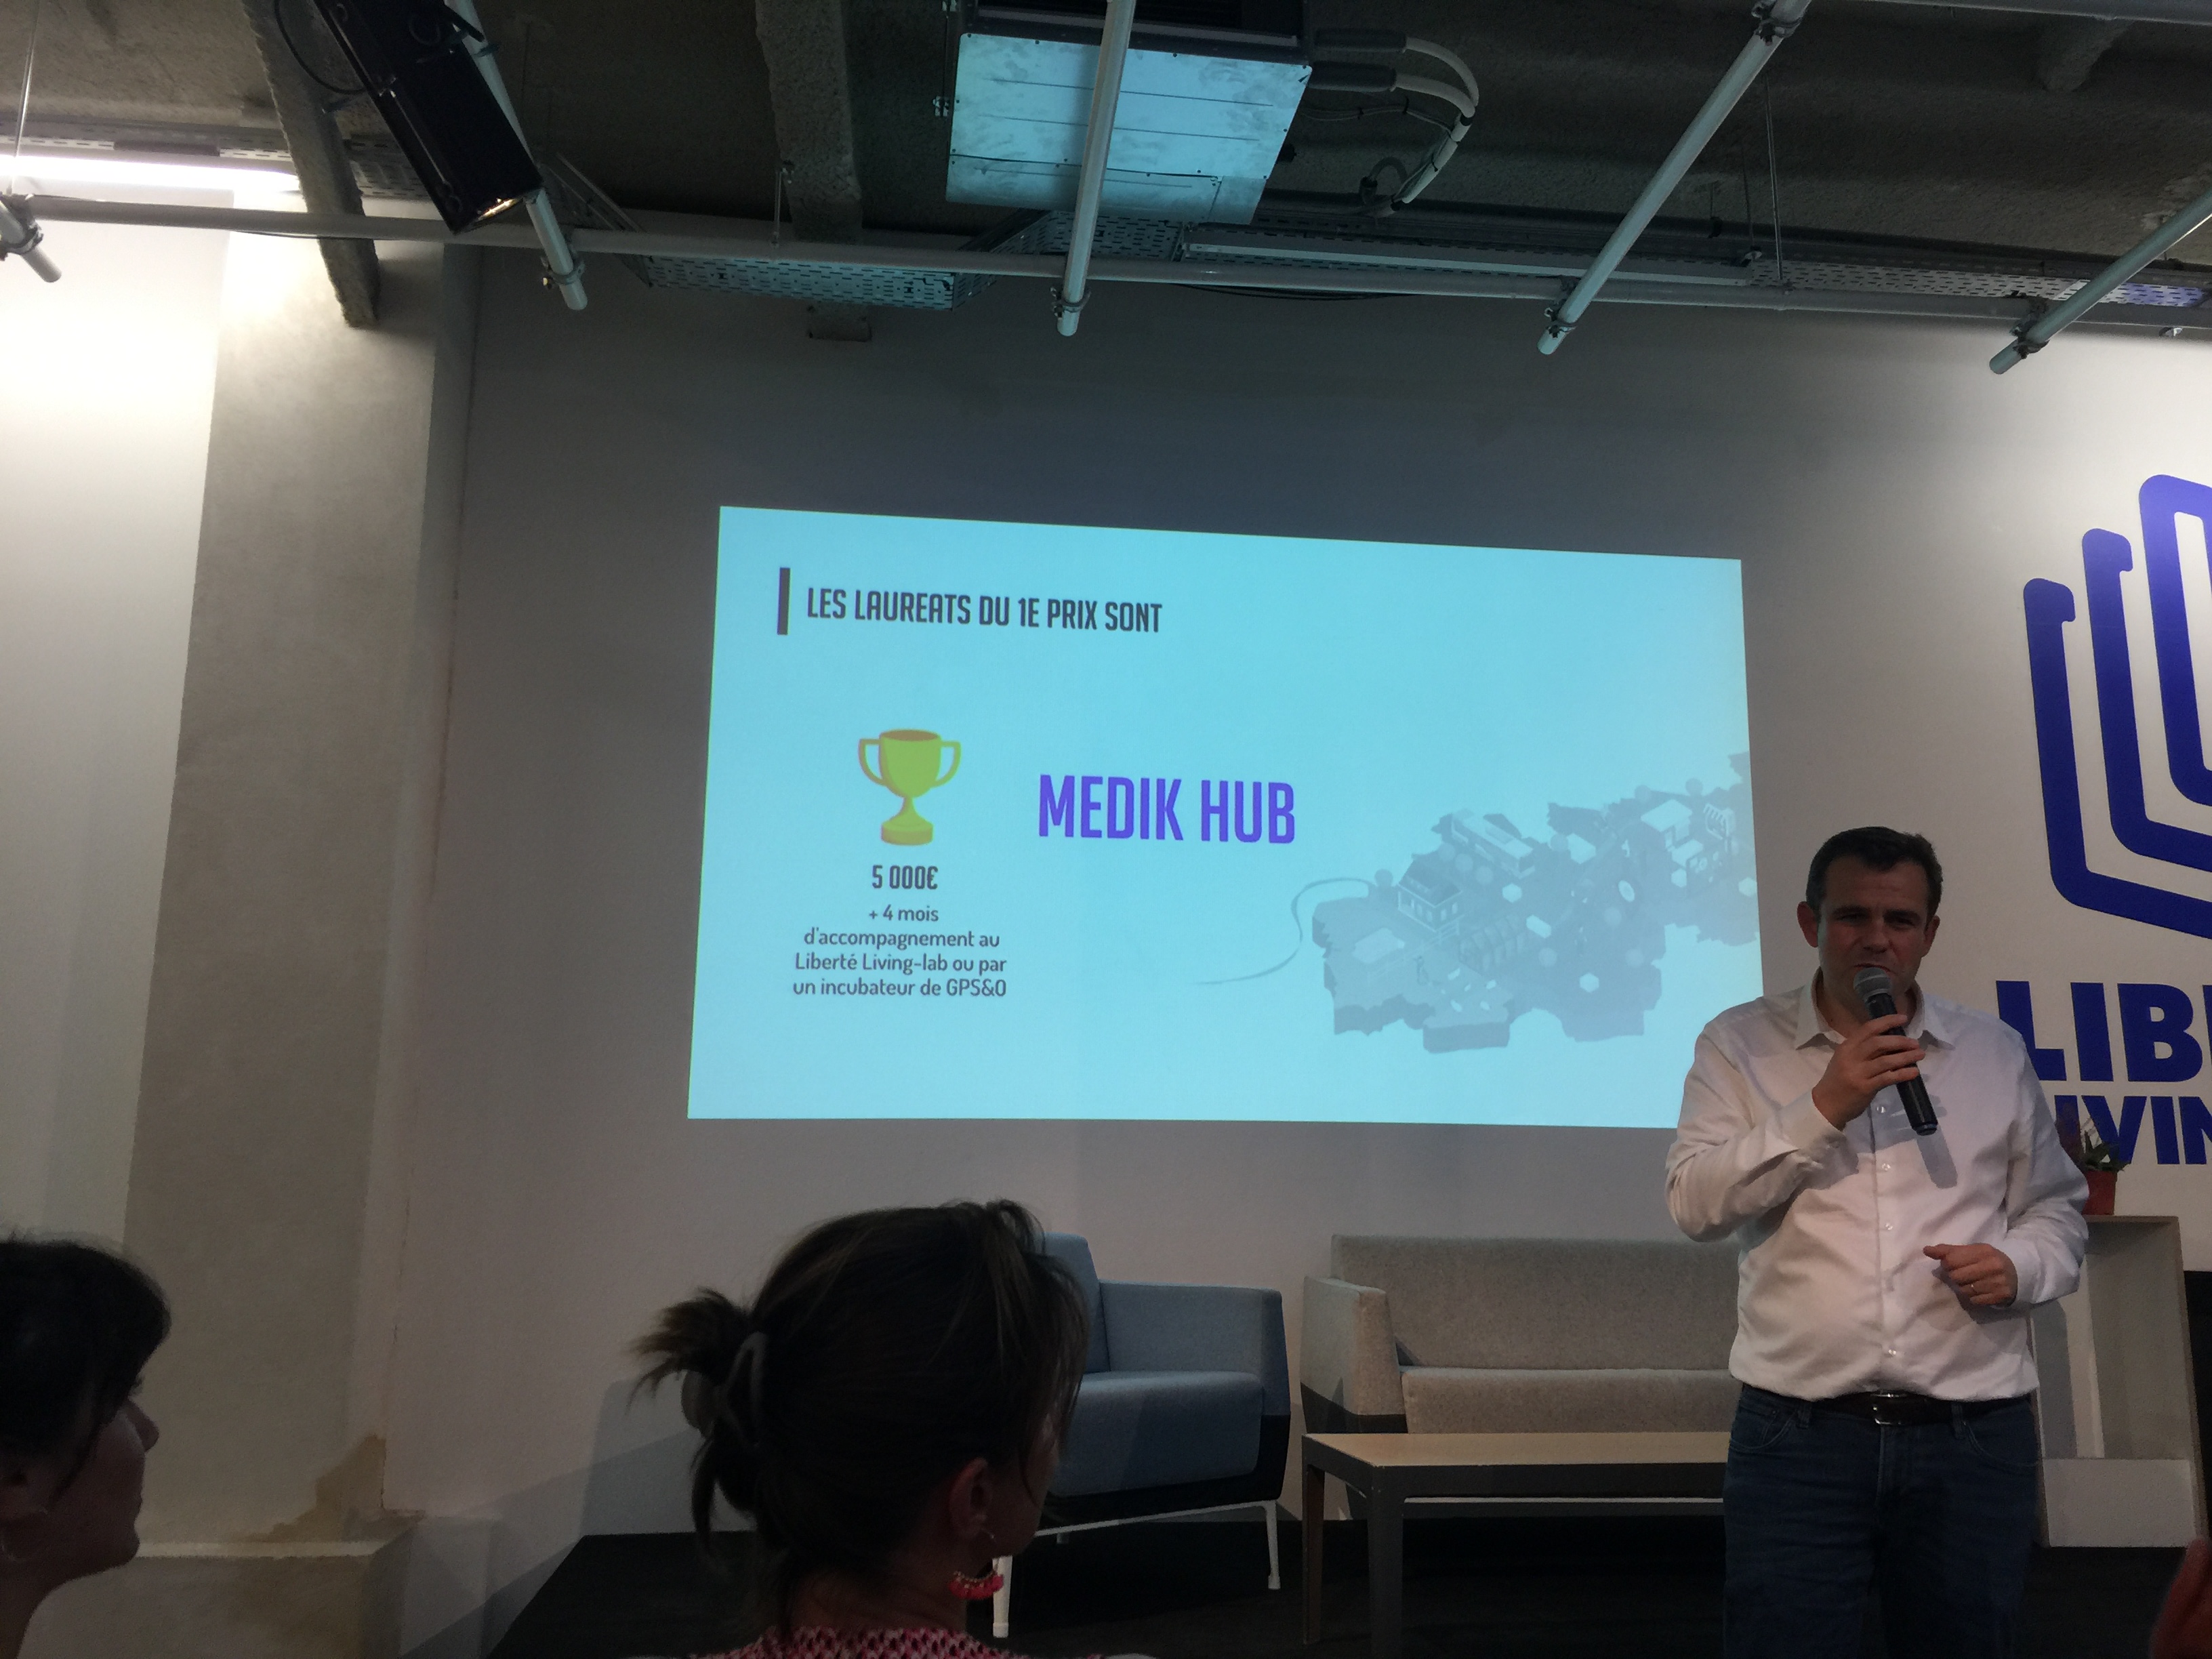 LES LAUREATS DU 1E PRIX SONT
MEDIK HUB
5 000€
+ 4 mois
d'accompagnement au
Liberté Living-lab ou par
un incubateur de GPS&O
LIB
IVIN